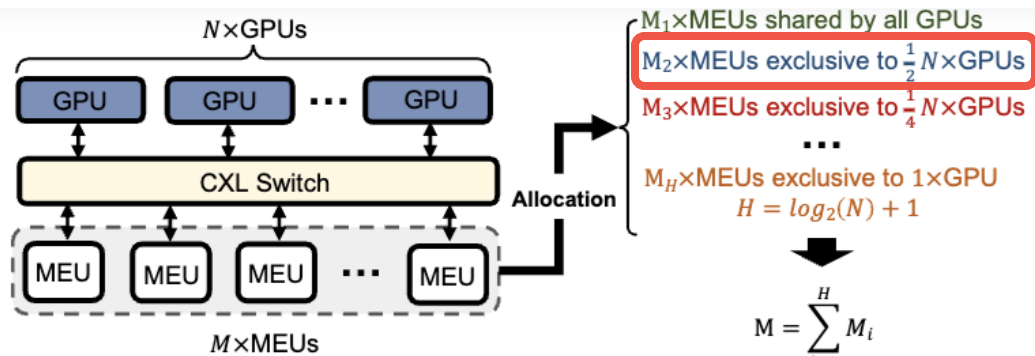 N×GPUs
GPU GPU ... GPU
CXL Switch
MEU MEU MEU ... MEU
M×MEUs
Allocation
M₁×MEUs shared by all GPUs
M₂×MEUs exclusive to 1/2 N×GPUs
M₃×MEUs exclusive to 1/4 N×GPUs
...
M_H×MEUs exclusive to 1×GPU
H = log₂(N) + 1
M = ∑^H M_i